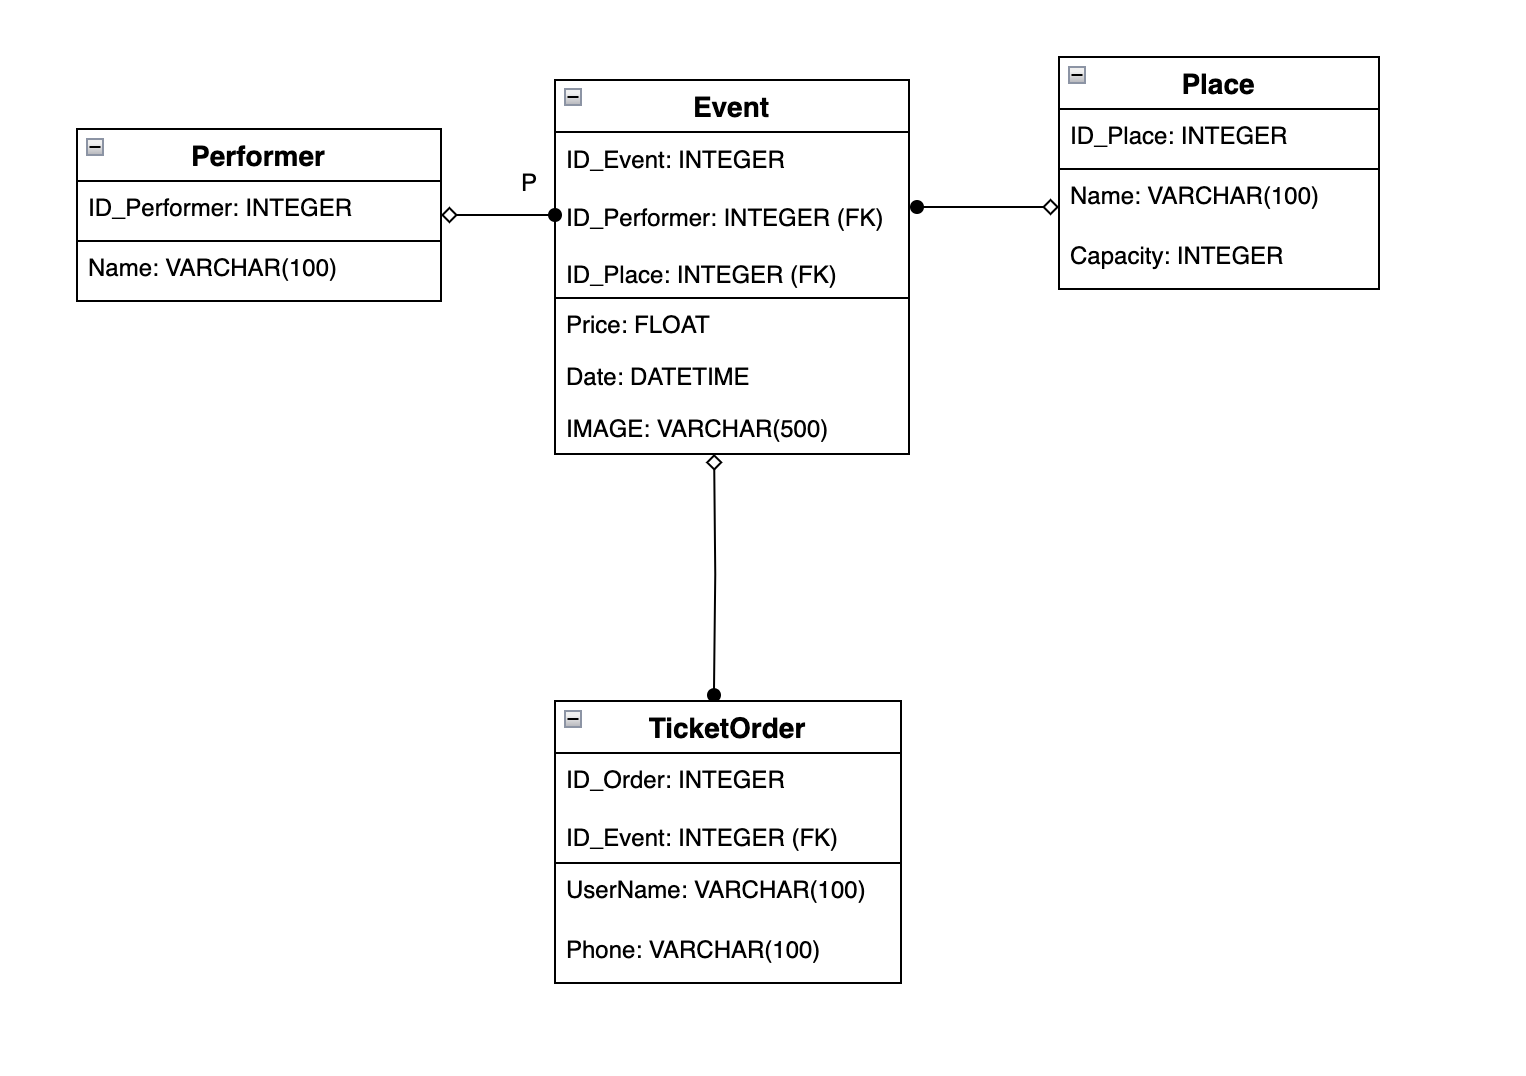 Performer
ID_Performer: INTEGER
Name: VARCHAR(100)
P
Event
ID_Event: INTEGER
ID_Performer: INTEGER (FK)
ID_Place: INTEGER (FK)
Price: FLOAT
Date: DATETIME
IMAGE: VARCHAR(500)
Place
ID_Place: INTEGER
Name: VARCHAR(100)
Capacity: INTEGER
TicketOrder
ID_Order: INTEGER
ID_Event: INTEGER (FK)
UserName: VARCHAR(100)
Phone: VARCHAR(100)